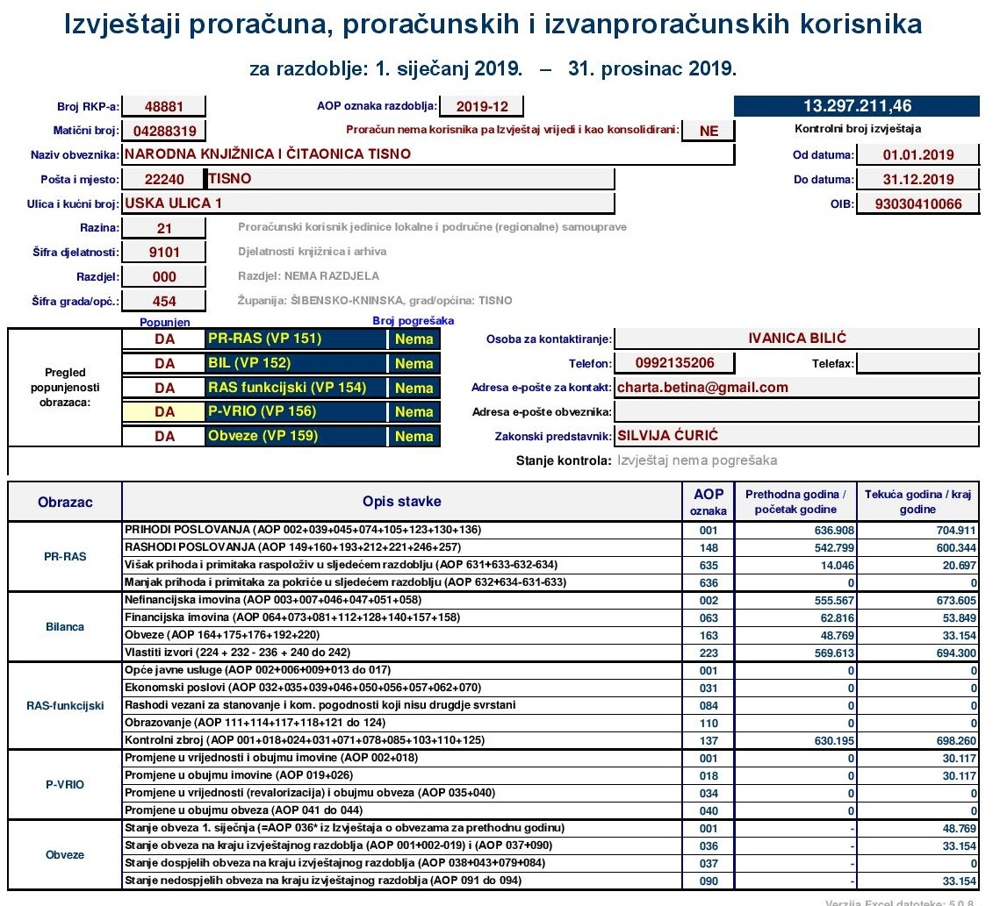 Izvještaji proračuna, proračunskih i izvanproračunskih korisnika
za razdoblje: 1. siječanj 2019. – 31. prosinac 2019.
Broj RKP-a: 48881 AOP oznaka razdoblja: 2019-12 13.297.211,46
Matični broj: 04288319 Proračun nema korisnika pa Izvještaj vrijedi i kao konsolidirani: NE Kontrolni broj izvještaja
Naziv obveznika: NARODNA KNJIŽNICA I ČITAONICA TISNO Od datuma: 01.01.2019
Pošta i mjesto: 22240 TISNO Do datuma: 31.12.2019
Ulica i kućni broj: USKA ULICA 1 OIB: 93030410066
Razina: 21 Proračunski korisnik jedinice lokalne i područne (regionalne) samouprave
Šifra djelatnosti: 9101 Djelatnosti knjižnica i arhiva
Razdjel: 000 Razdjel: NEMA RAZDJELA
Šifra grada/opć.: 454 Županija: ŠIBENSKO-KNINSKA, grad/općina: TISNO
Popunjen Broj pogrešaka
Pregled popunjenosti obrazaca:
DA PR-RAS (VP 151) Nema Osoba za kontaktiranje: IVANICA BILIĆ
DA BIL (VP 152) Nema Telefon: 0992135206 Telefax:
DA RAS funkcijski (VP 154) Nema Adresa e-pošte za kontakt: charta.betina@gmail.com
DA P-VRIO (VP 156) Nema Adresa e-pošte obveznika:
DA Obveze (VP 159) Nema Zakonski predstavnik: SILVIJA ĆURIĆ
Stanje kontrola: Izvještaj nema pogrešaka
Obrazac Opis stavke AOP oznaka Prethodna godina / početak godine Tekuća godina / kraj godine
PR-RAS
PRIHODI POSLOVANJA (AOP 002+039+045+074+105+123+130+136) 001 636.908 704.911
RASHODI POSLOVANJA (AOP 149+160+193+212+221+246+257) 148 542.799 600.344
Višak prihoda i primitaka raspoloživ u sljedećem razdoblju (AOP 631+633-632-634) 635 14.046 20.697
Manjak prihoda i primitaka za pokriće u sljedećem razdoblju (AOP 632+634-631-633) 636 0 0
Bilanca
Nefinancijska imovina (AOP 003+007+046+047+051+058) 002 555.567 673.605
Financijska imovina (AOP 064+073+081+112+128+140+157+158) 063 62.816 53.849
Obveze (AOP 164+175+176+192+220) 163 48.769 33.154
Vlastiti izvori (224 + 232 - 236 + 240 do 242) 223 569.613 694.300
RAS-funkcijski
Opće javne usluge (AOP 002+006+009+013 do 017) 001 0 0
Ekonomski poslovi (AOP 032+035+039+046+050+056+057+062+070) 031 0 0
Rashodi vezani za stanovanje i kom. pogodnosti koji nisu drugdje svrstani 084 0 0
Obrazovanje (AOP 111+114+117+118+121 do 124) 110 0 0
Kontrolni zbroj (AOP 001+018+024+031+071+078+085+103+110+125) 137 630.195 698.260
P-VRIO
Promjene u vrijednosti i obujmu imovine (AOP 002+018) 001 0 30.117
Promjene u obujmu imovine (AOP 019+026) 018 0 30.117
Promjene u vrijednosti (revalorizacija) i obujmu obveza (AOP 035+040) 034 0 0
Promjene u obujmu obveza (AOP 041 do 044) 040 0 0
Obveze
Stanje obveza 1. siječnja (=AOP 036* iz Izvještaja o obvezama za prethodnu godinu) 001 - 48.769
Stanje obveza na kraju izvještajnog razdoblja (AOP 001+002-019) i (AOP 037+090) 036 - 33.154
Stanje dospjelih obveza na kraju izvještajnog razdoblja (AOP 038+043+079+084) 037 - 0
Stanje nedospjelih obveza na kraju izvještajnog razdoblja (AOP 091 do 094) 090 - 33.154
Verzija Excel datoteke: 5.0.8.